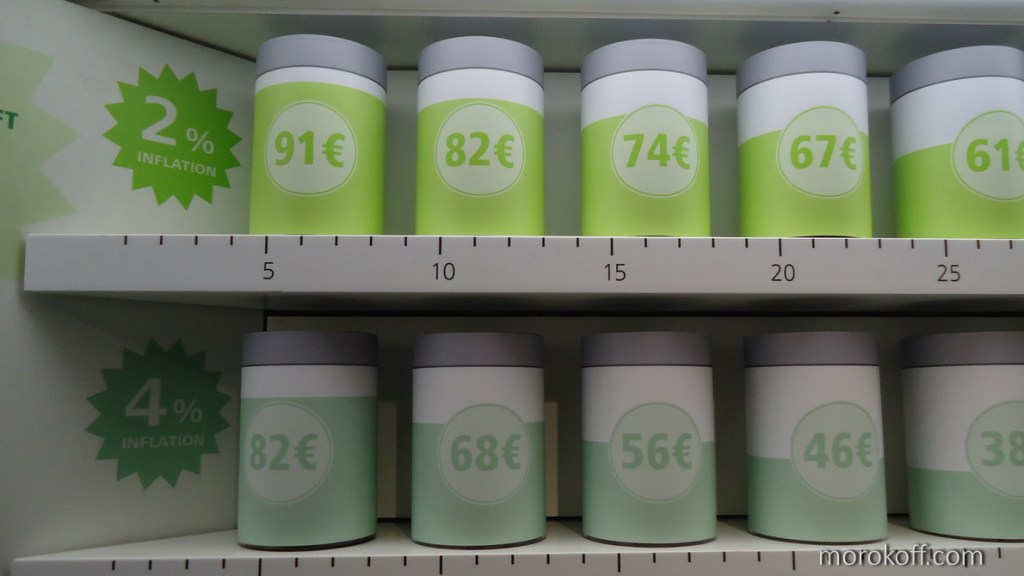 FT
2 %
INFLATION
91€ 82€ 74€ 67€ 61€
5 10 15 20 25
4 %
INFLATION
82€ 68€ 56€ 46€ 38
morokoff.com